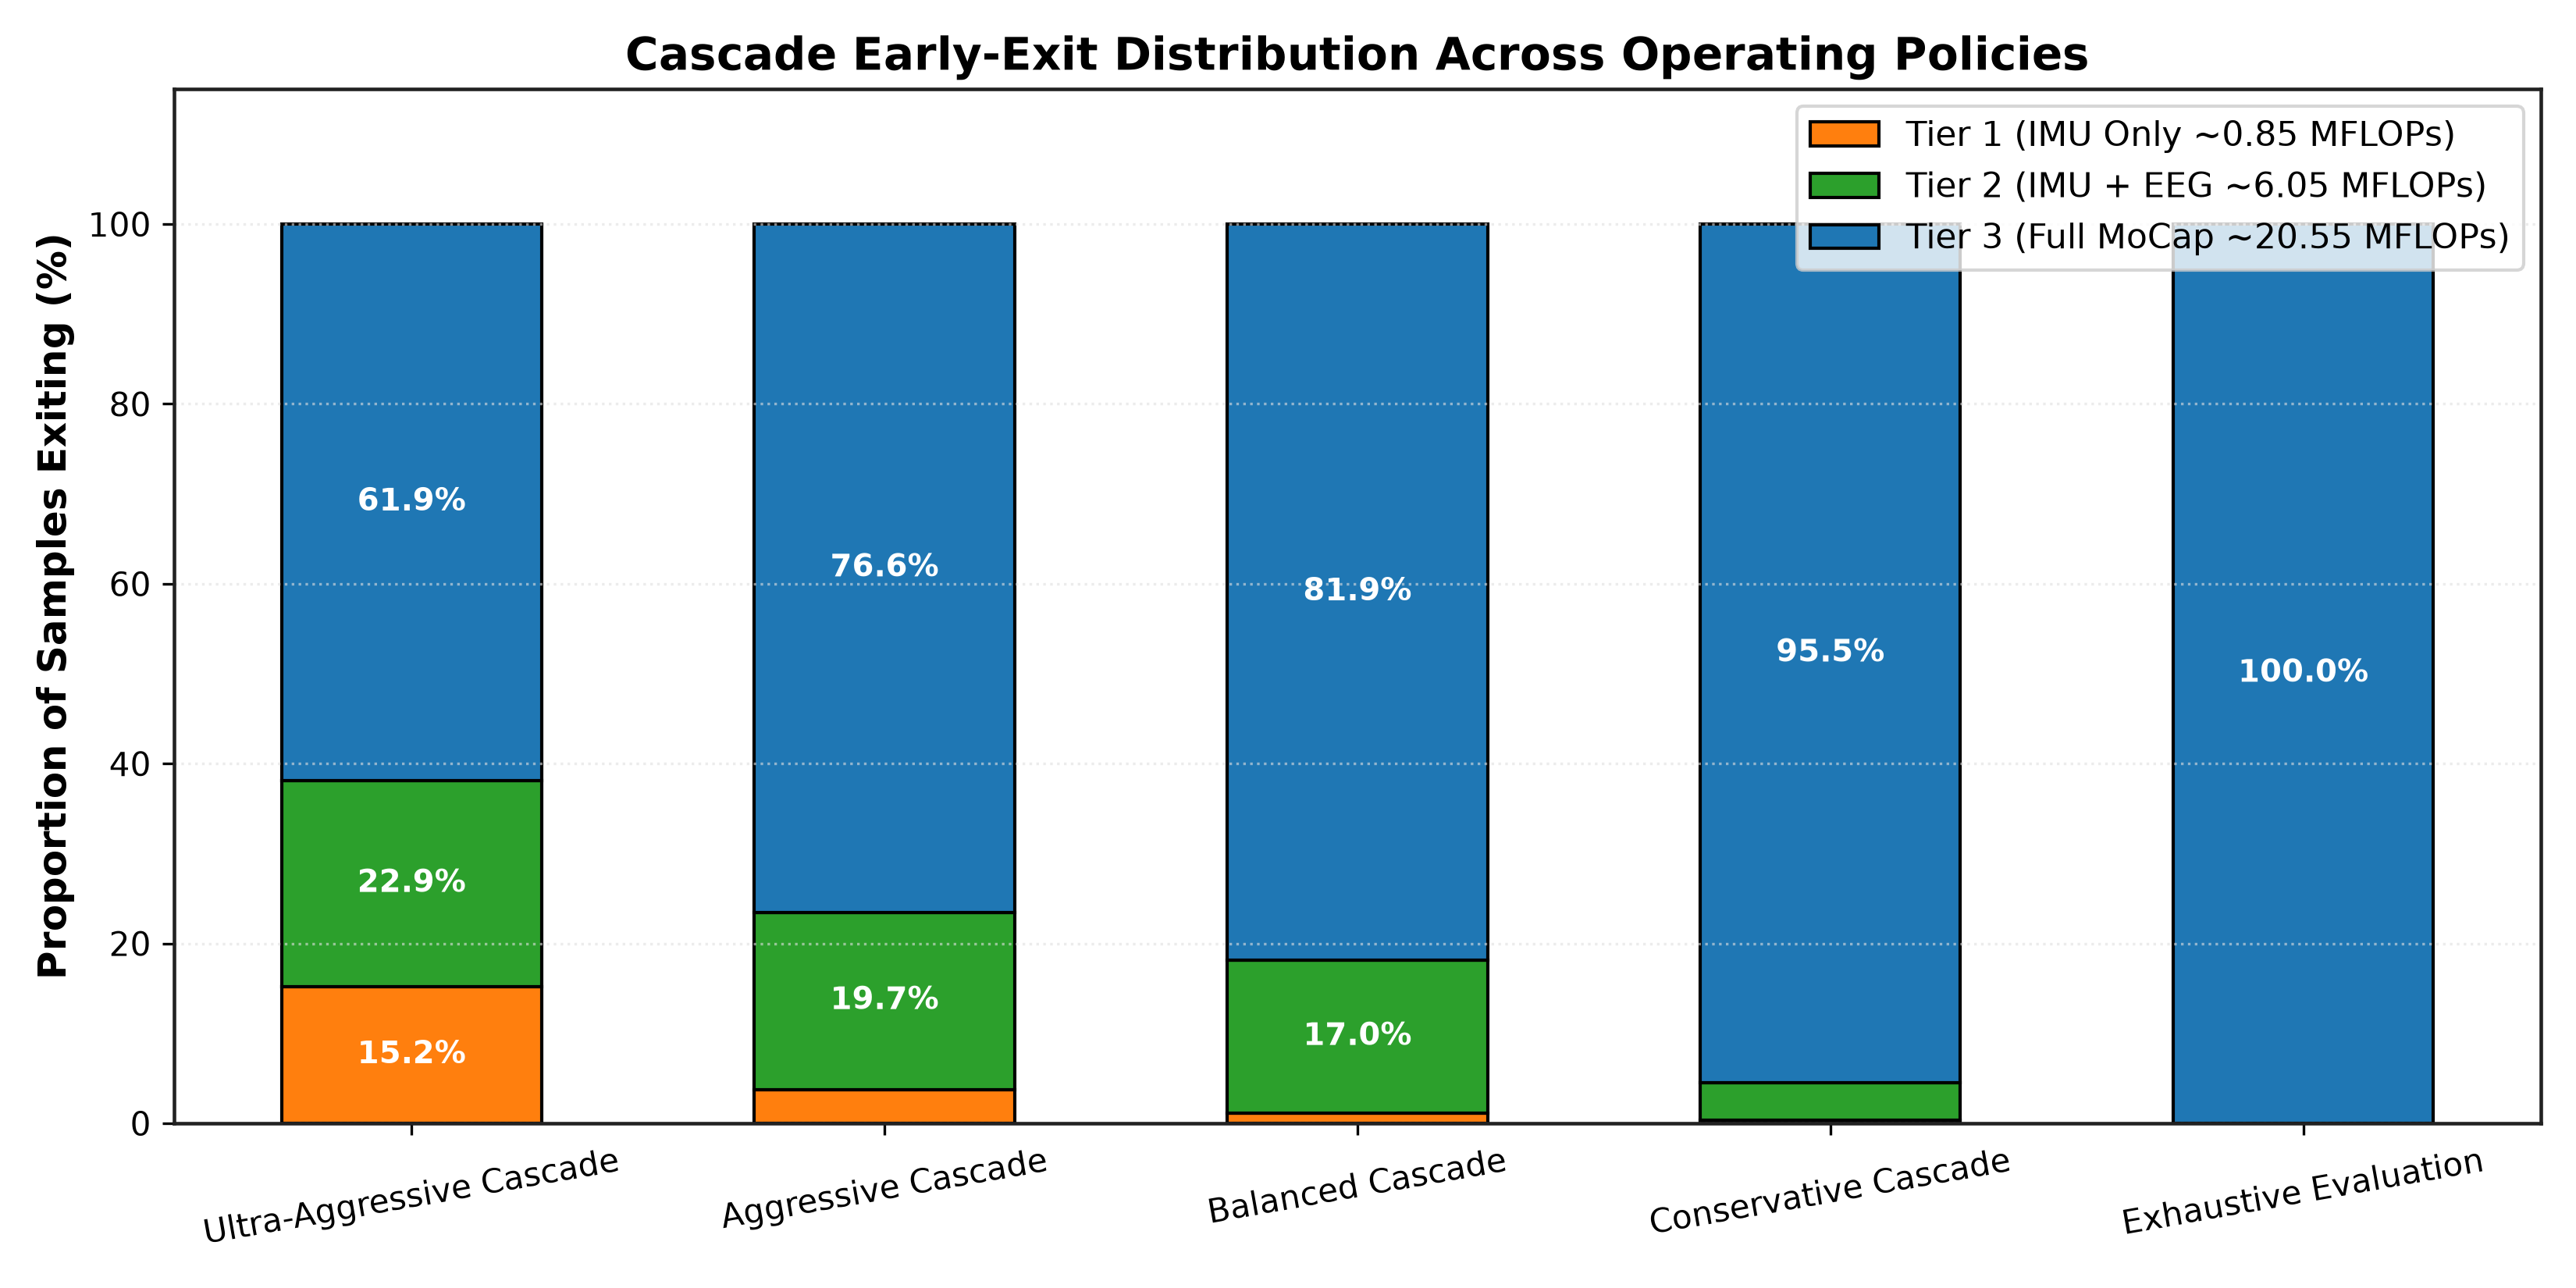 Cascade Early-Exit Distribution Across Operating Policies
Tier 1 (IMU Only ~0.85 MFLOPs)
Tier 2 (IMU + EEG ~6.05 MFLOPs)
Tier 3 (Full MoCap ~20.55 MFLOPs)
Proportion of Samples Exiting (%)
100
80
60
40
20
0
61.9%
22.9%
15.2%
76.6%
19.7%
81.9%
17.0%
95.5%
100.0%
Ultra-Aggressive Cascade
Aggressive Cascade
Balanced Cascade
Conservative Cascade
Exhaustive Evaluation